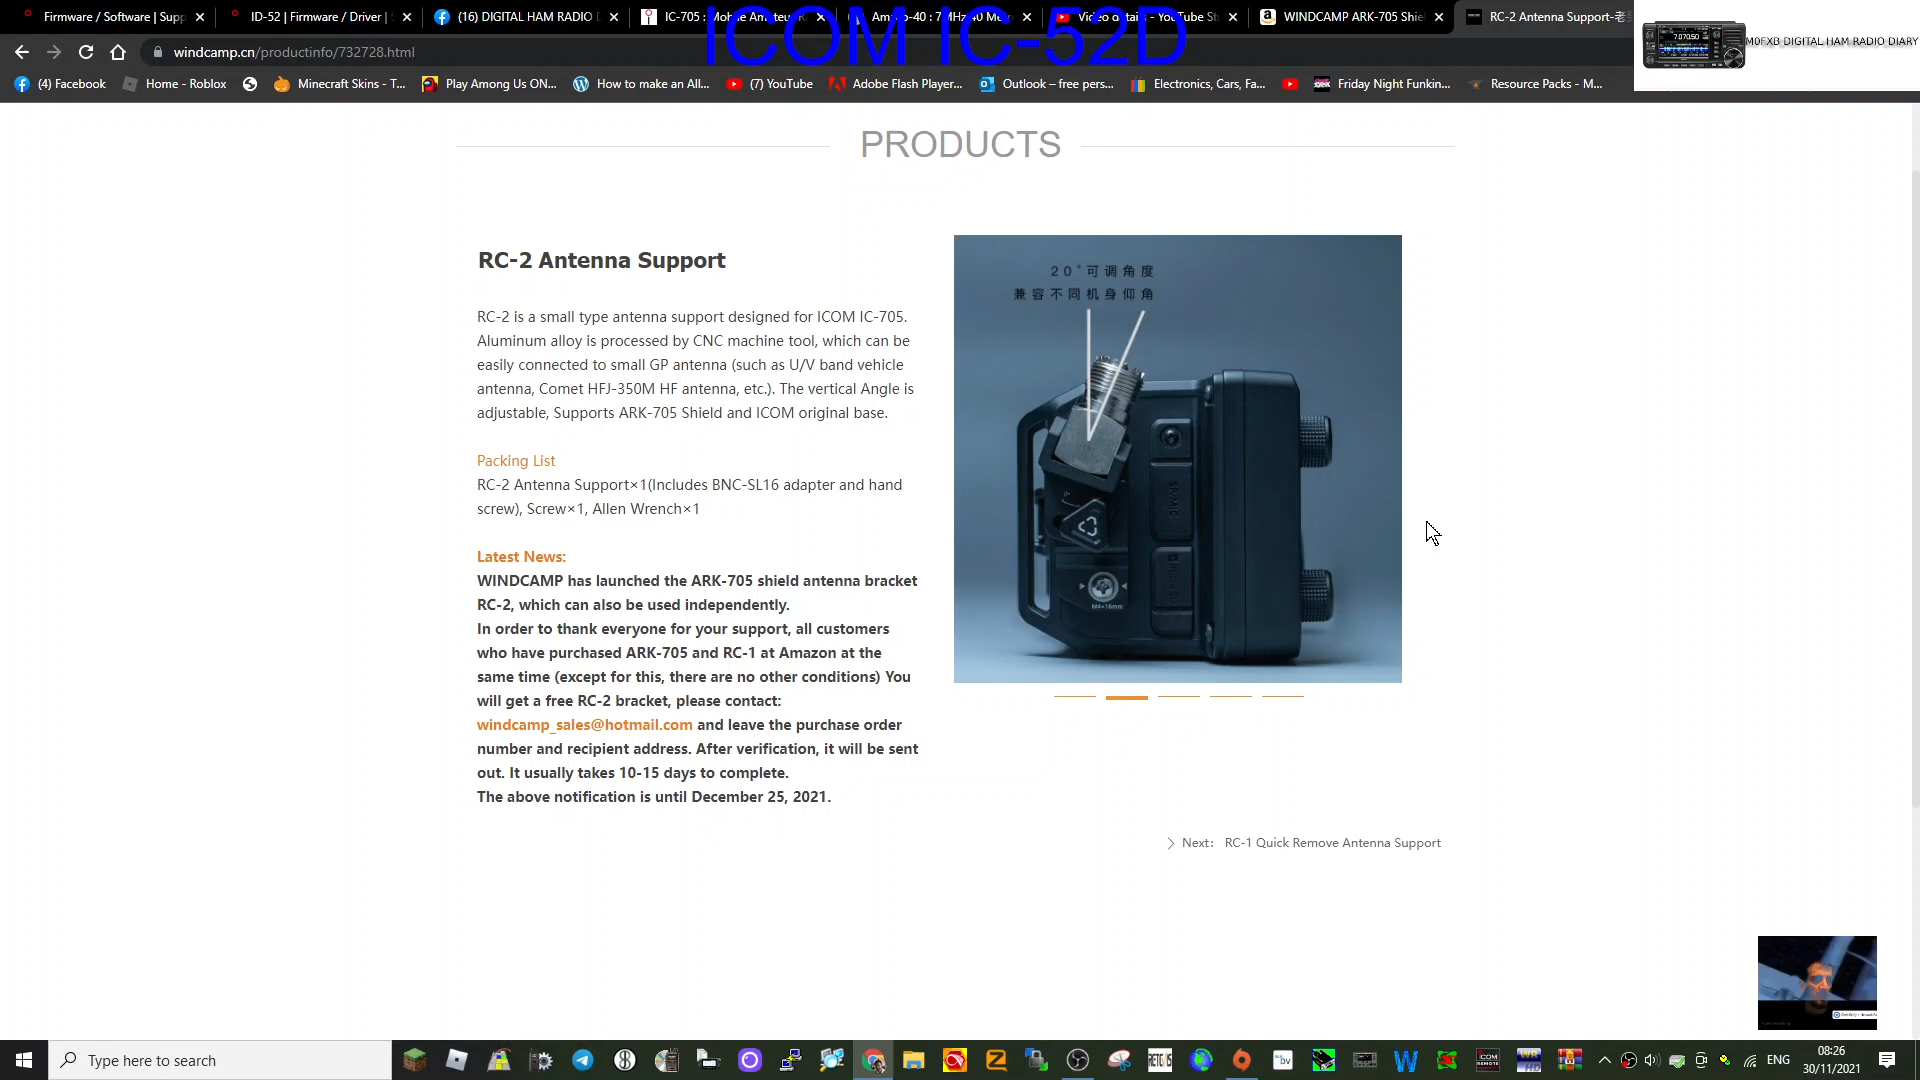 Firmware / Software | Supp
ID-52 | Firmware / Driver | S
(16) DIGITAL HAM RADIO D
IC-705 : Mobile Amateur R
Video details - YouTube St
WINDCAMP ARK-705 Shie
RC-2 Antenna Support-老
ICOM IC-52D
M0FXB DIGITAL HAM RADIO DIARY
windcamp.cn/productinfo/732728.html
(4) Facebook
Home - Roblox
Minecraft Skins - T...
Play Among Us ON...
How to make an All...
(7) YouTube
Adobe Flash Player...
Outlook – free pers...
Electronics, Cars, Fa...
Friday Night Funkin...
Resource Packs - M...
PRODUCTS
RC-2 Antenna Support
RC-2 is a small type antenna support designed for ICOM IC-705.
Aluminum alloy is processed by CNC machine tool, which can be
easily connected to small GP antenna (such as U/V band vehicle
antenna, Comet HFJ-350M HF antenna, etc.). The vertical Angle is
adjustable, Supports ARK-705 Shield and ICOM original base.
Packing List
RC-2 Antenna Support×1(Includes BNC-SL16 adapter and hand
screw), Screw×1, Allen Wrench×1
Latest News:
WINDCAMP has launched the ARK-705 shield antenna bracket
RC-2, which can also be used independently.
In order to thank everyone for your support, all customers
who have purchased ARK-705 and RC-1 at Amazon at the
same time (except for this, there are no other conditions) You
will get a free RC-2 bracket, please contact:
windcamp_sales@hotmail.com and leave the purchase order
number and recipient address. After verification, it will be sent
out. It usually takes 10-15 days to complete.
The above notification is until December 25, 2021.
20°可调角度
兼容不同机身仰角
M4×16mm
Next: RC-1 Quick Remove Antenna Support
Type here to search
ENG
08:26
30/11/2021